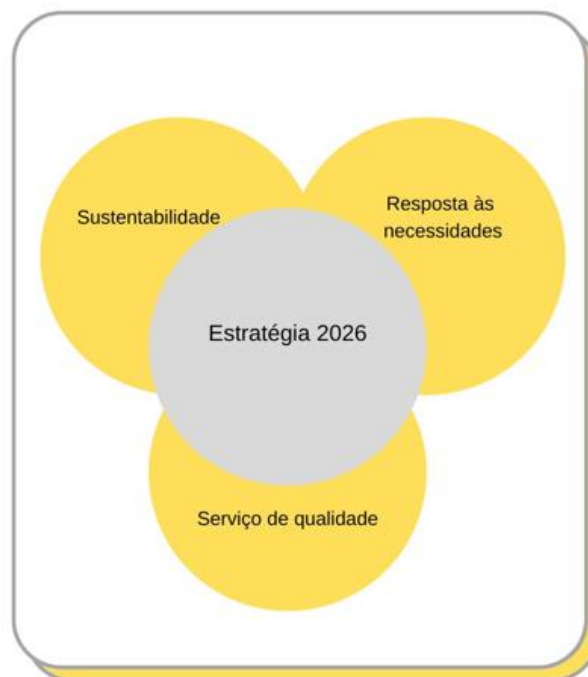 Sustentabilidade
Resposta às
necessidades
Estratégia 2026
Serviço de qualidade